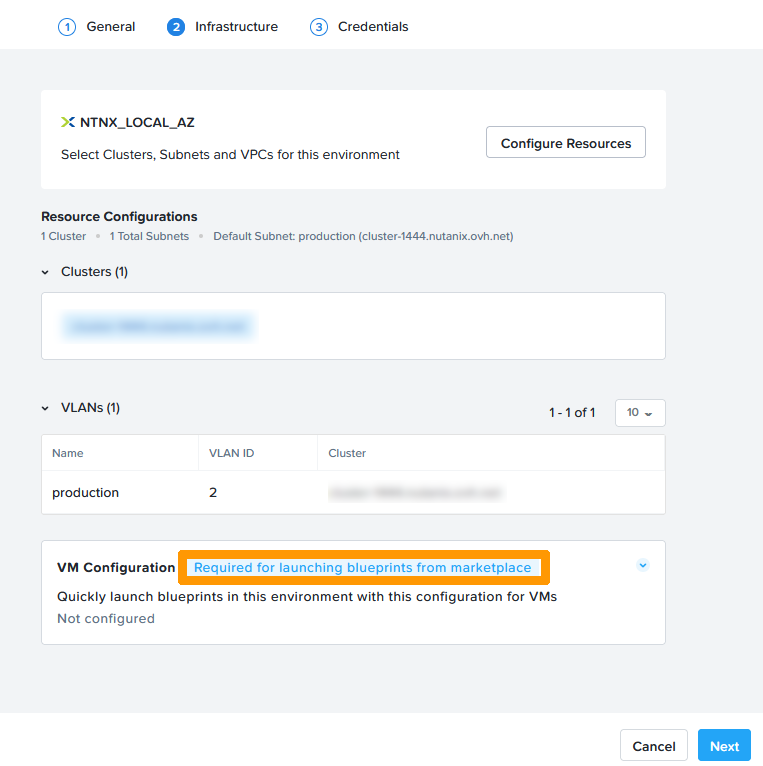 1 General 2 Infrastructure 3 Credentials
NTNX_LOCAL_AZ
Select Clusters, Subnets and VPCs for this environment
Configure Resources
Resource Configurations
1 Cluster • 1 Total Subnets • Default Subnet: production (cluster-1444.nutanix.ovh.net)
Clusters (1)
VLANs (1)
1 - 1 of 1 10
Name VLAN ID Cluster
production 2
VM Configuration Required for launching blueprints from marketplace
Quickly launch blueprints in this environment with this configuration for VMs
Not configured
Cancel Next